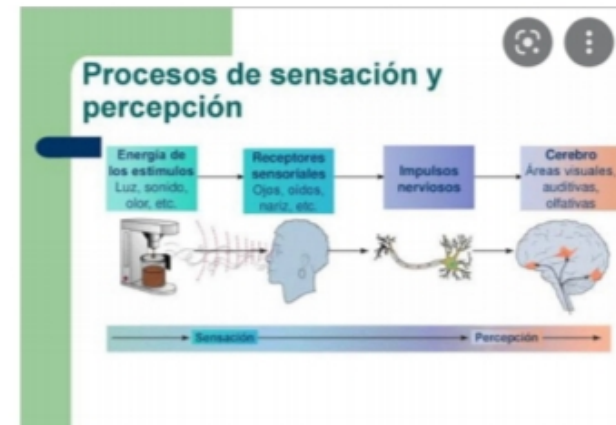 Procesos de sensación y
percepción
Energía de
los estímulos
Luz, sonido,
olor, etc.
Receptores
sensoriales
Ojos, oídos,
nariz, etc.
Impulsos
nerviosos
Cerebro
Áreas visuales,
auditivas,
olfativas
Sensación
Percepción